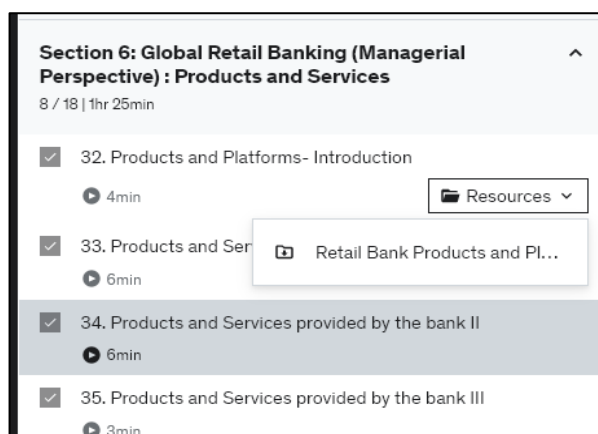 Section 6: Global Retail Banking (Managerial
Perspective) : Products and Services
8 / 18 | 1hr 25min
32. Products and Platforms- Introduction
4min
Resources
33. Products and Ser
Retail Bank Products and Pl...
6min
34. Products and Services provided by the bank II
6min
35. Products and Services provided by the bank III
3min